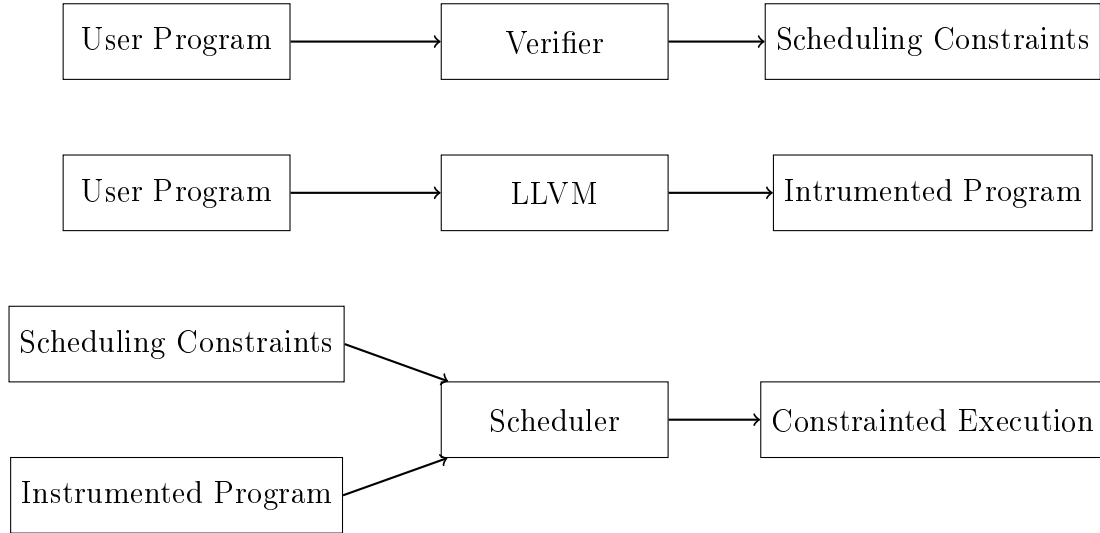 User Program
Verifier
Scheduling Constraints
User Program
LLVM
Intrumented Program
Scheduling Constraints
Scheduler
Constrainted Execution
Instrumented Program